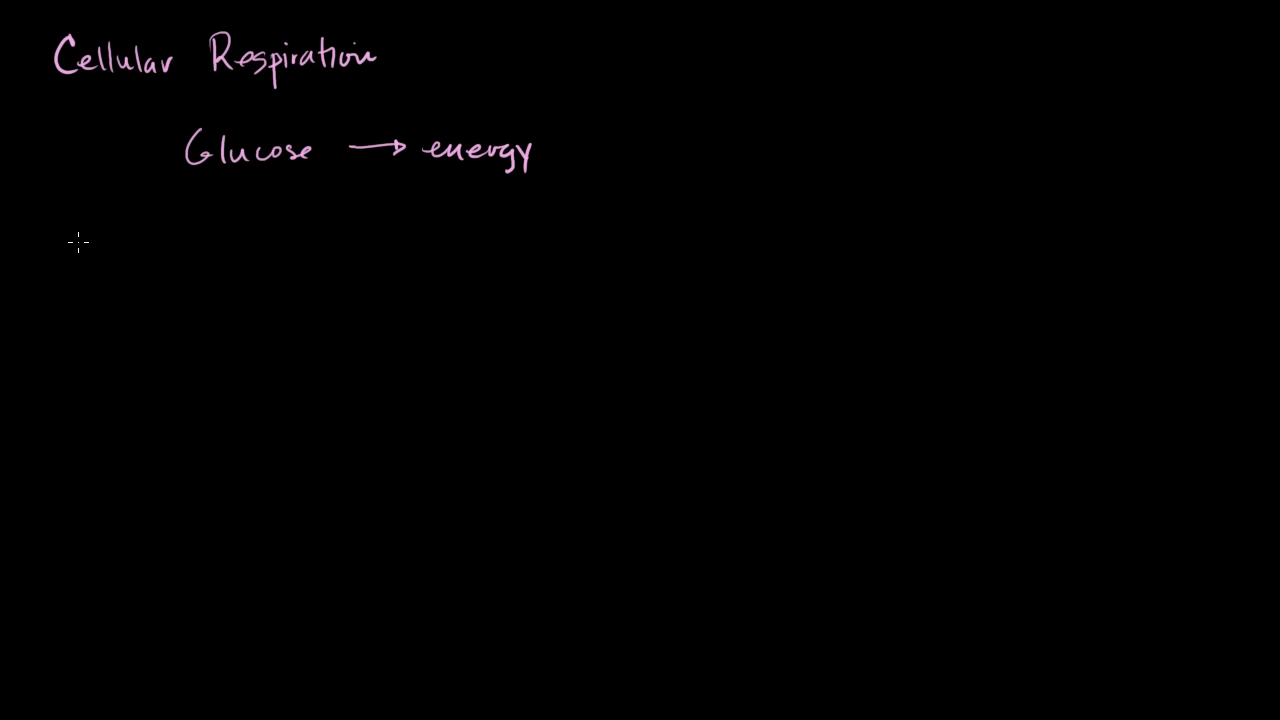 Cellular Respiration
Glucose → energy